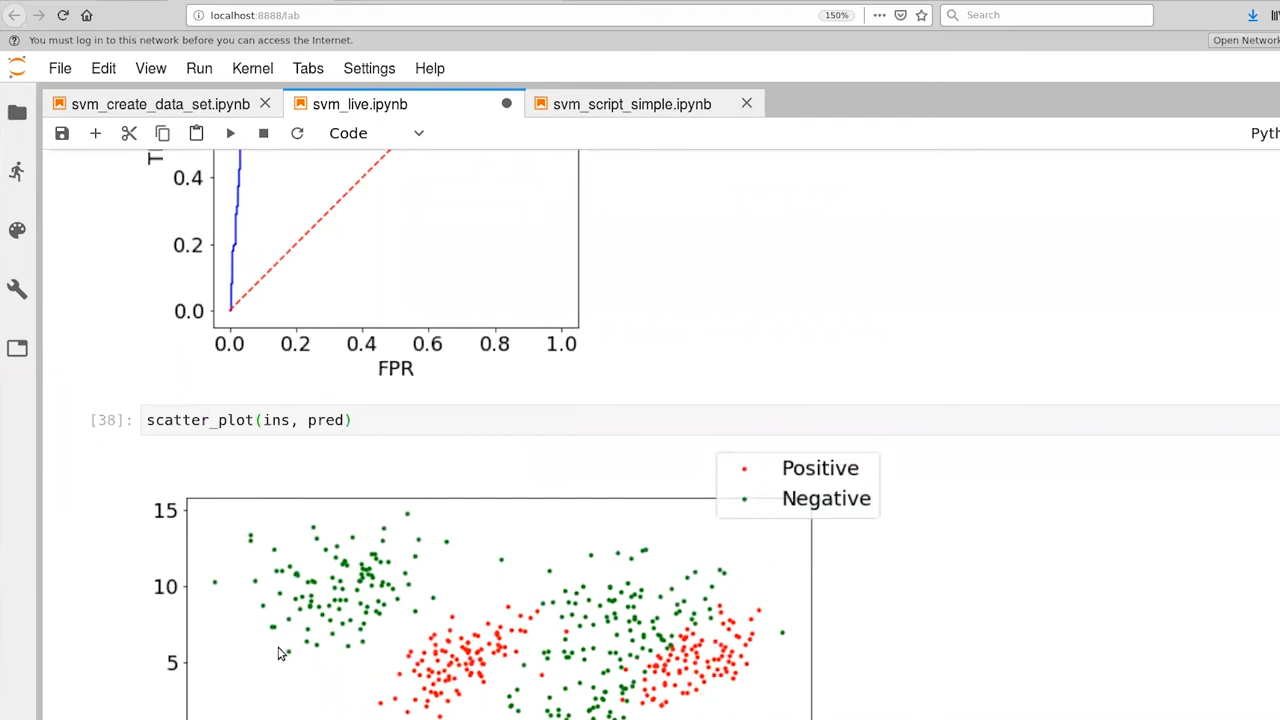 localhost:8888/lab
150%
Search
You must log in to this network before you can access the Internet.
Open Network
File Edit View Run Kernel Tabs Settings Help
svm_create_data_set.ipynb
svm_live.ipynb
svm_script_simple.ipynb
Code
Pyth
0.4
0.2
0.0
0.0 0.2 0.4 0.6 0.8 1.0
FPR
[38]: scatter_plot(ins, pred)
Positive
Negative
15
10
5